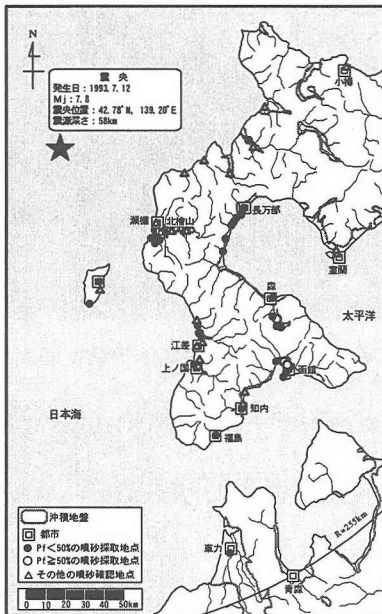 N
震央
発生日：1993.7.12
Mj：7.8
震央位置：42.78°N, 139.20°E
震源深さ：58km
小樽
長万部
瀬棚
北檜山
室蘭
森
太平洋
江差
函館
上ノ国
日本海
知内
福島
R=255km
車力
青森
沖積地盤
都市
Pf＜50%の噴砂採取地点
Pf≧50%の噴砂採取地点
その他の噴砂確認地点
0 10 20 30 40 50km